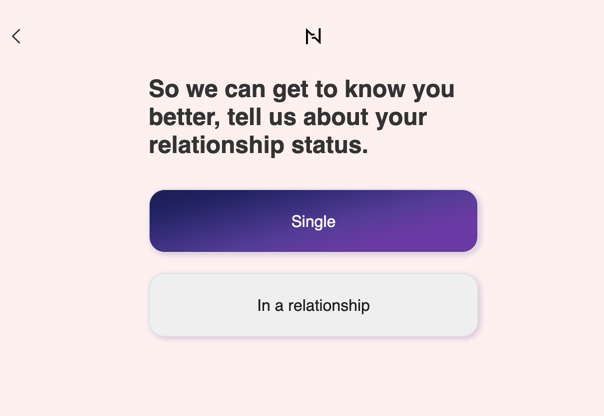 So we can get to know you
better, tell us about your
relationship status.
Single
In a relationship